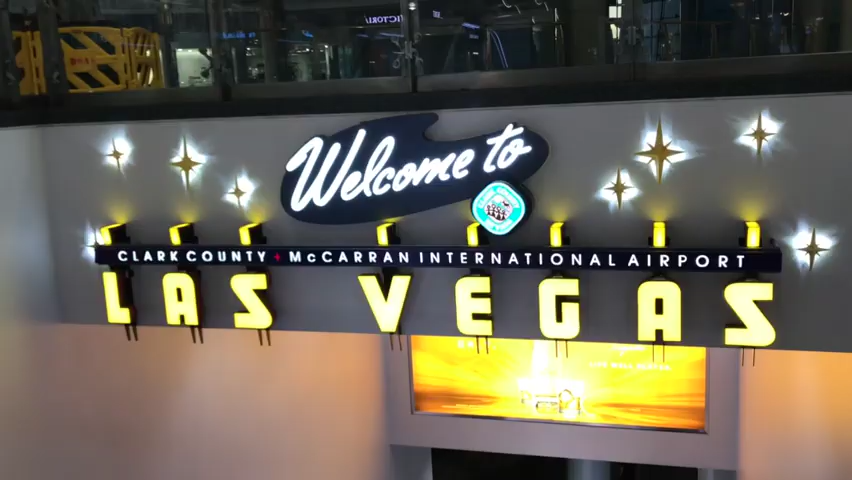 Welcome to
CLARK COUNTY + McCARRAN INTERNATIONAL AIRPORT
LAS VEGAS